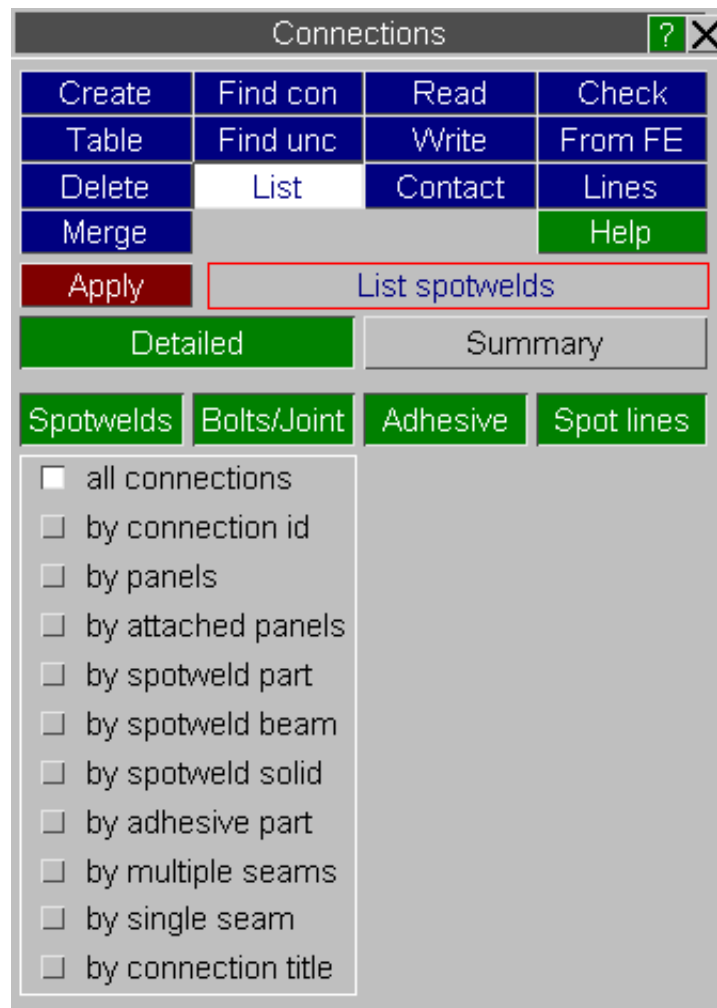 Connections ? X
Create Find con Read Check
Table Find unc Write From FE
Delete List Contact Lines
Merge Help
Apply List spotwelds
Detailed Summary
Spotwelds Bolts/Joint Adhesive Spot lines
all connections
by connection id
by panels
by attached panels
by spotweld part
by spotweld beam
by spotweld solid
by adhesive part
by multiple seams
by single seam
by connection title